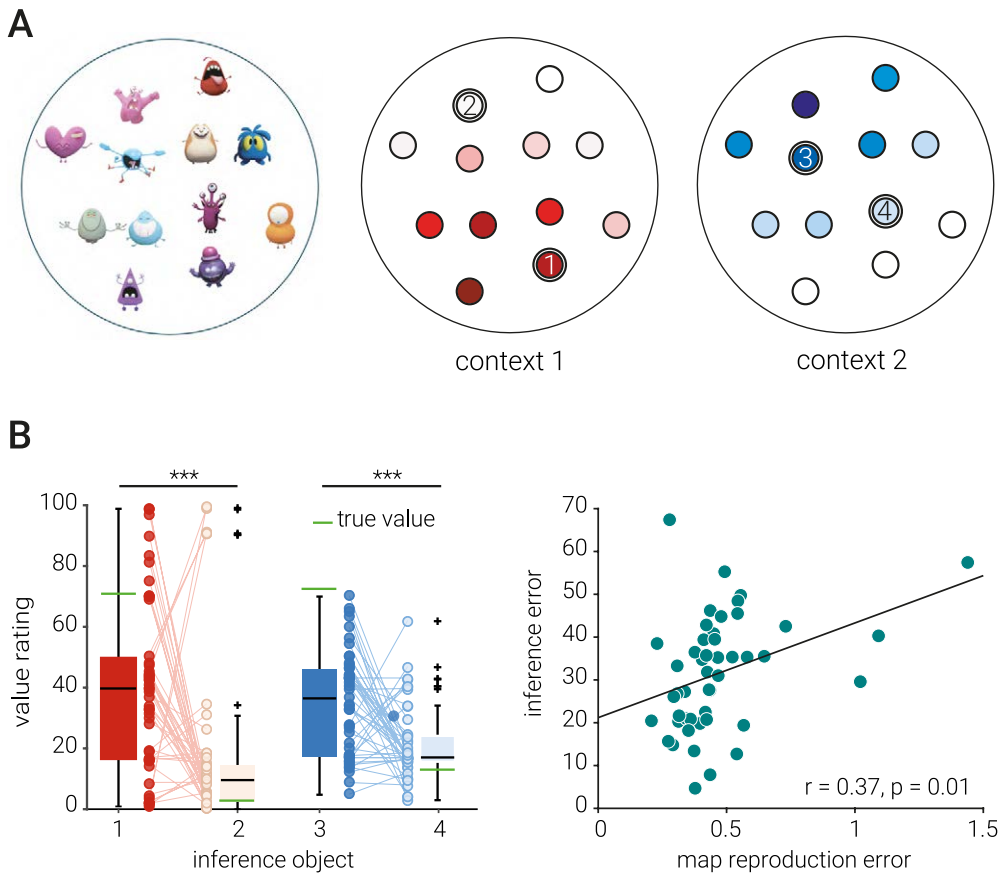 A
2
1
3
4
context 1
context 2
B
***
***
true value
100
80
60
40
20
0
value rating
1
2
3
4
inference object
70
60
50
40
30
20
10
0
inference error
r = 0.37, p = 0.01
0
0.5
1
1.5
map reproduction error